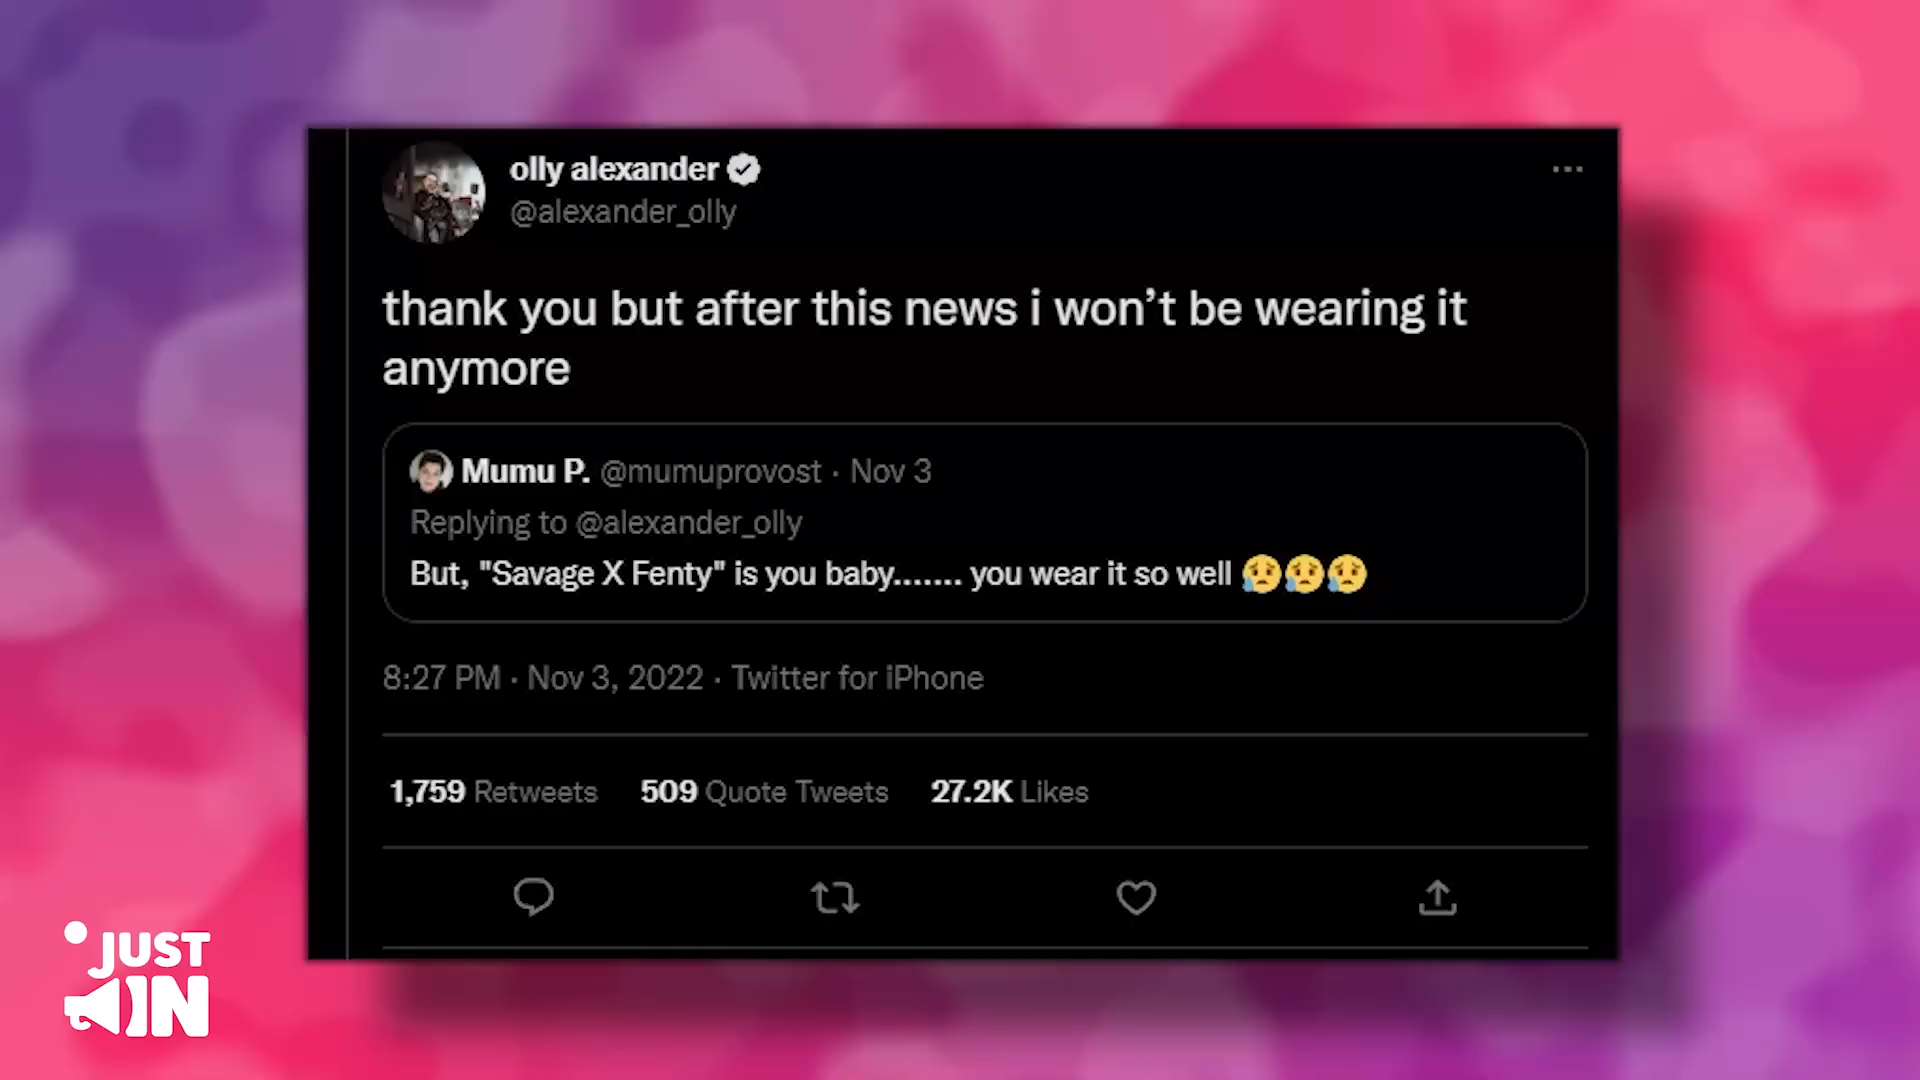 olly alexander
@alexander_olly
thank you but after this news i won’t be wearing it
anymore
Mumu P. @mumuprovost · Nov 3
Replying to @alexander_olly
But, "Savage X Fenty" is you baby....... you wear it so well 😥😥😥
8:27 PM · Nov 3, 2022 · Twitter for iPhone
1,759 Retweets 509 Quote Tweets 27.2K Likes
JUST
IN